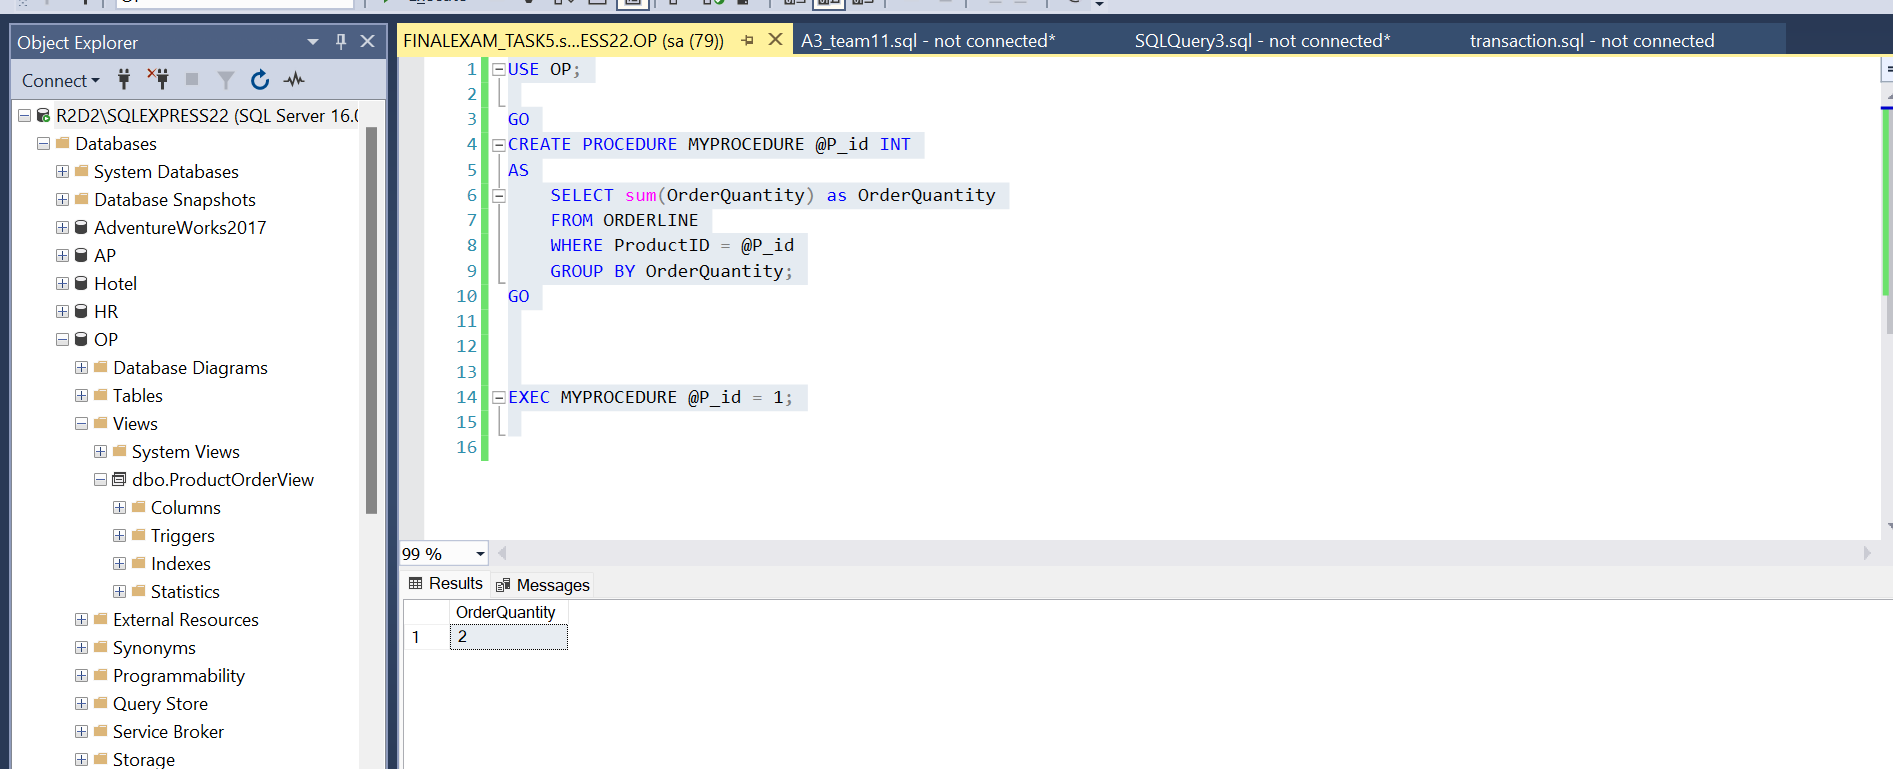 Object Explorer
Connect
R2D2\SQLEXPRESS22 (SQL Server 16.
Databases
System Databases
Database Snapshots
AdventureWorks2017
AP
Hotel
HR
OP
Database Diagrams
Tables
Views
System Views
dbo.ProductOrderView
Columns
Triggers
Indexes
Statistics
External Resources
Synonyms
Programmability
Query Store
Service Broker
Storage
FINALEXAM_TASK5.s...ESS22.OP (sa (79)) A3_team11.sql - not connected* SQLQuery3.sql - not connected* transaction.sql - not connected
1 USE OP;
2
3 GO
4 CREATE PROCEDURE MYPROCEDURE @P_id INT
5 AS
6 SELECT sum(OrderQuantity) as OrderQuantity
7 FROM ORDERLINE
8 WHERE ProductID = @P_id
9 GROUP BY OrderQuantity;
10 GO
11
12
13
14 EXEC MYPROCEDURE @P_id = 1;
15
16
99 %
Results Messages
OrderQuantity
1 2